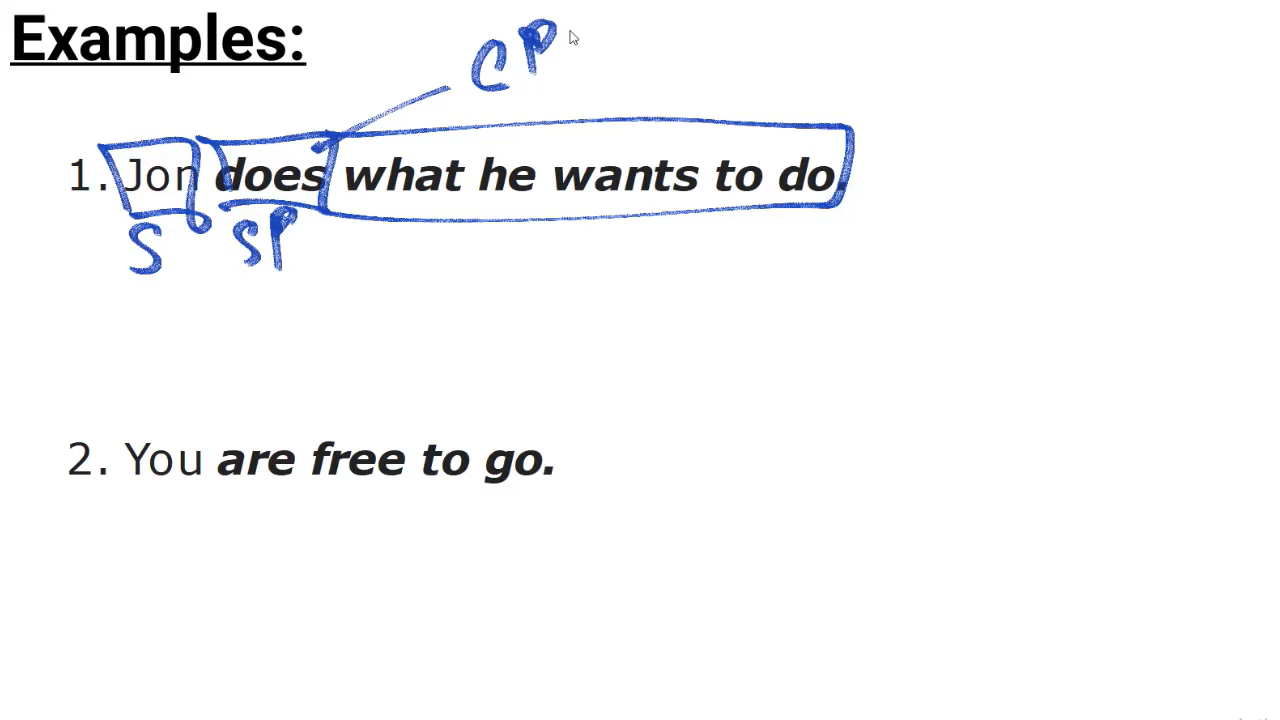 Examples:
CP
1. Jon does what he wants to do.
S SP
2. You are free to go.